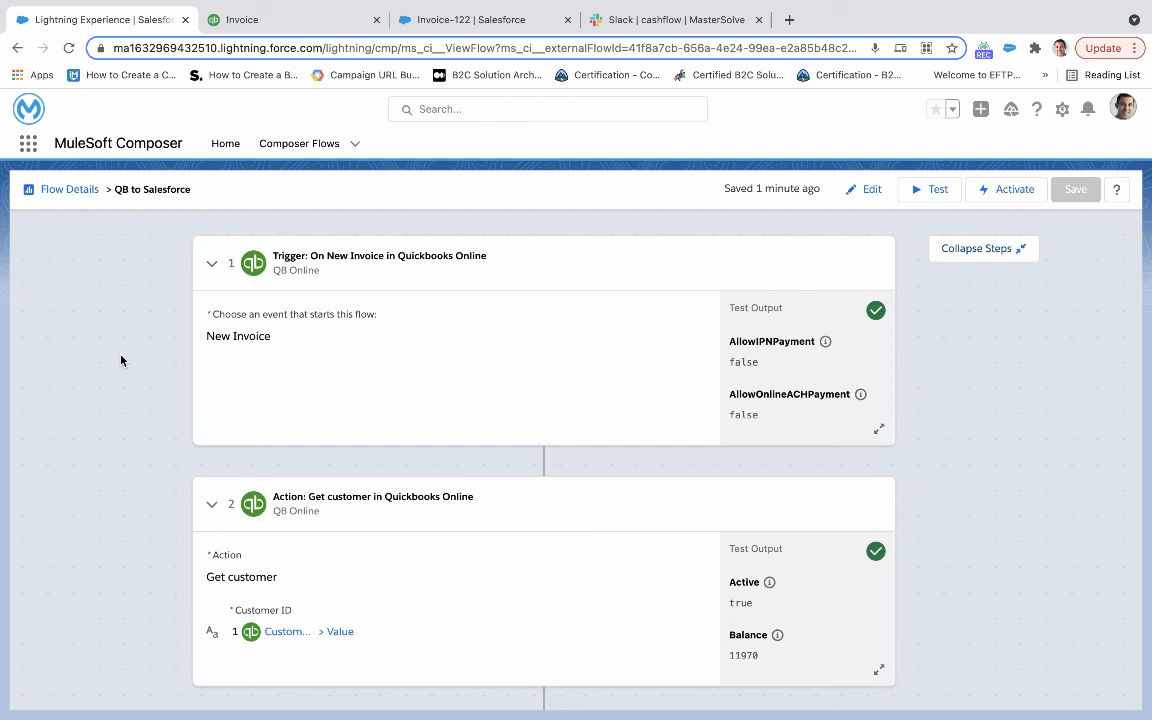 Lightning Experience | Salesfor
Invoice
Invoice-122 | Salesforce
Slack | cashflow | MasterSolve
ma1632969432510.lightning.force.com/lightning/cmp/ms_ci__ViewFlow?ms_ci__externalFlowId=41f8a7cb-656a-4e24-99ea-e2a85b48c2...
REC
Update
Apps
How to Create a C...
How to Create a B...
Campaign URL Bu...
B2C Solution Arch...
Certification - Co...
Certified B2C Solu...
Certification - B2...
Welcome to EFTP...
»
Reading List
Search...
MuleSoft Composer
Home
Composer Flows
Flow Details > QB to Salesforce
Saved 1 minute ago
Edit
Test
Activate
Save
?
Collapse Steps
1
qb
Trigger: On New Invoice in Quickbooks Online
QB Online
* Choose an event that starts this flow:
New Invoice
Test Output
AllowIPNPayment
false
AllowOnlineACHPayment
false
2
qb
Action: Get customer in Quickbooks Online
QB Online
* Action
Get customer
* Customer ID
Aa 1 qb Custom... > Value
Test Output
Active
true
Balance
11970